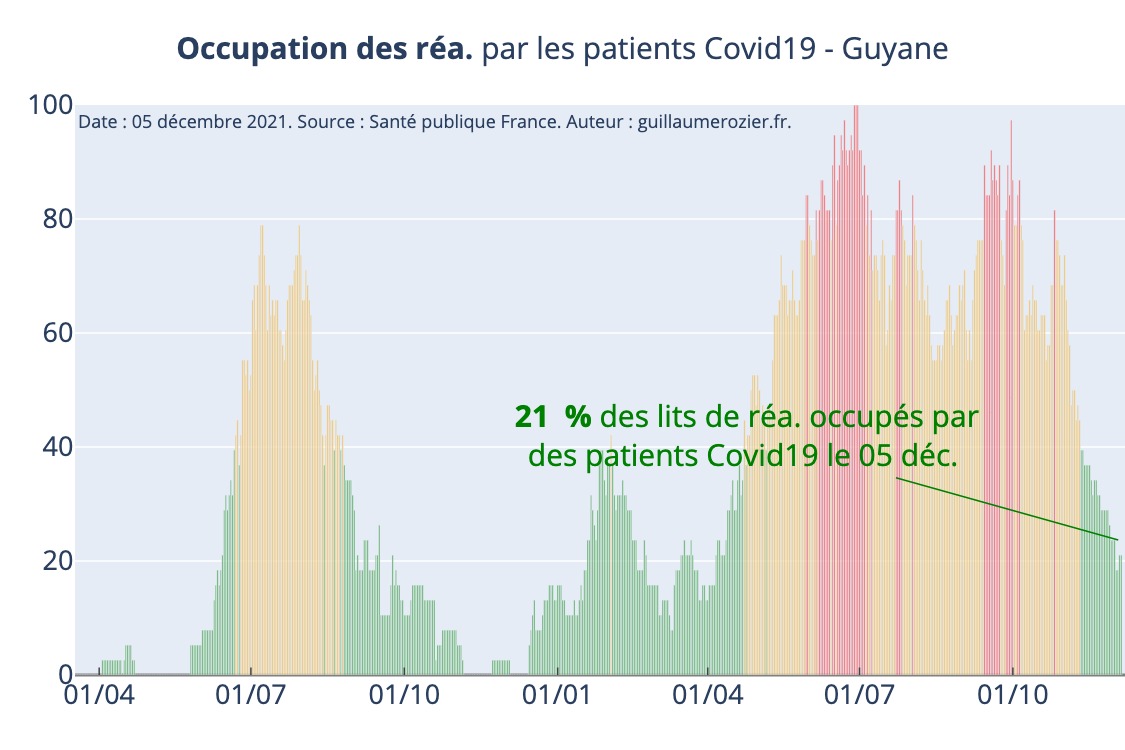 Occupation des réa. par les patients Covid19 - Guyane
100
Date : 05 décembre 2021. Source : Santé publique France. Auteur : guillaumerozier.fr.
80
60
21 % des lits de réa. occupés par
des patients Covid19 le 05 déc.
40
20
0
01/04 01/07 01/10 01/01 01/04 01/07 01/10